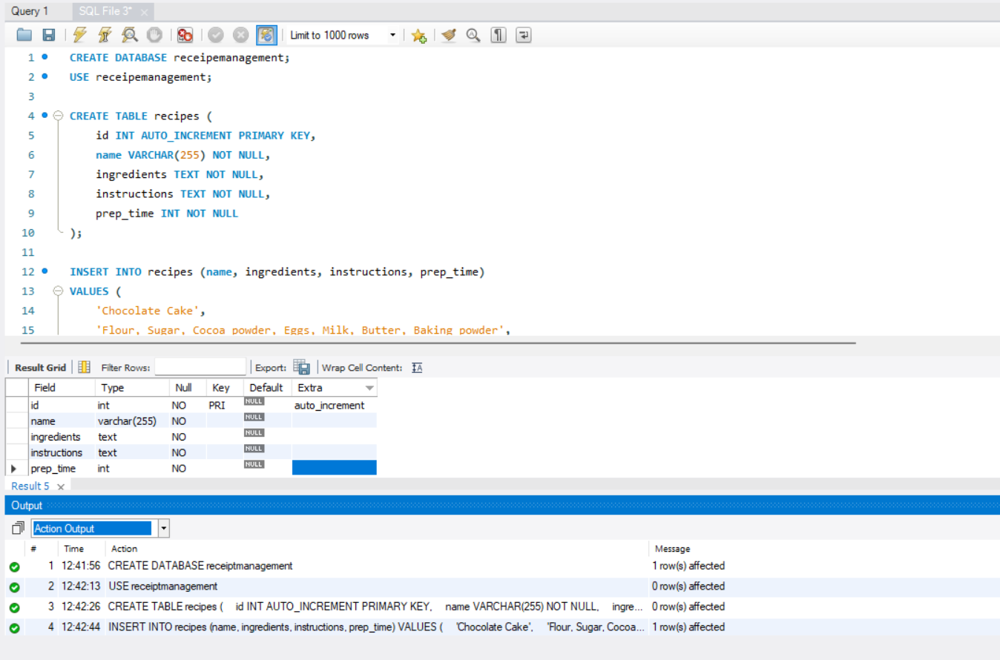 Query 1 SQL File 3* ×
Limit to 1000 rows
1 CREATE DATABASE receipemanagement;
2 USE receipemanagement;
3
4 CREATE TABLE recipes (
5 id INT AUTO_INCREMENT PRIMARY KEY,
6 name VARCHAR(255) NOT NULL,
7 ingredients TEXT NOT NULL,
8 instructions TEXT NOT NULL,
9 prep_time INT NOT NULL
10 );
11
12 INSERT INTO recipes (name, ingredients, instructions, prep_time)
13 VALUES (
14 'Chocolate Cake',
15 'Flour, Sugar, Cocoa powder, Eggs, Milk, Butter, Baking powder',
Result Grid Filter Rows: Export: Wrap Cell Content: IA
Field Type Null Key Default Extra
id int NO PRI NULL auto_increment
name varchar(255) NO NULL
ingredients text NO NULL
instructions text NO NULL
prep_time int NO NULL
Result 5 ×
Output
Action Output
# Time Action Message
1 12:41:56 CREATE DATABASE receiptmanagement 1 row(s) affected
2 12:42:13 USE receiptmanagement 0 row(s) affected
3 12:42:26 CREATE TABLE recipes ( id INT AUTO_INCREMENT PRIMARY KEY, name VARCHAR(255) NOT NULL, ingre... 0 row(s) affected
4 12:42:44 INSERT INTO recipes (name, ingredients, instructions, prep_time) VALUES ( 'Chocolate Cake', 'Flour, Sugar, Cocoa... 1 row(s) affected